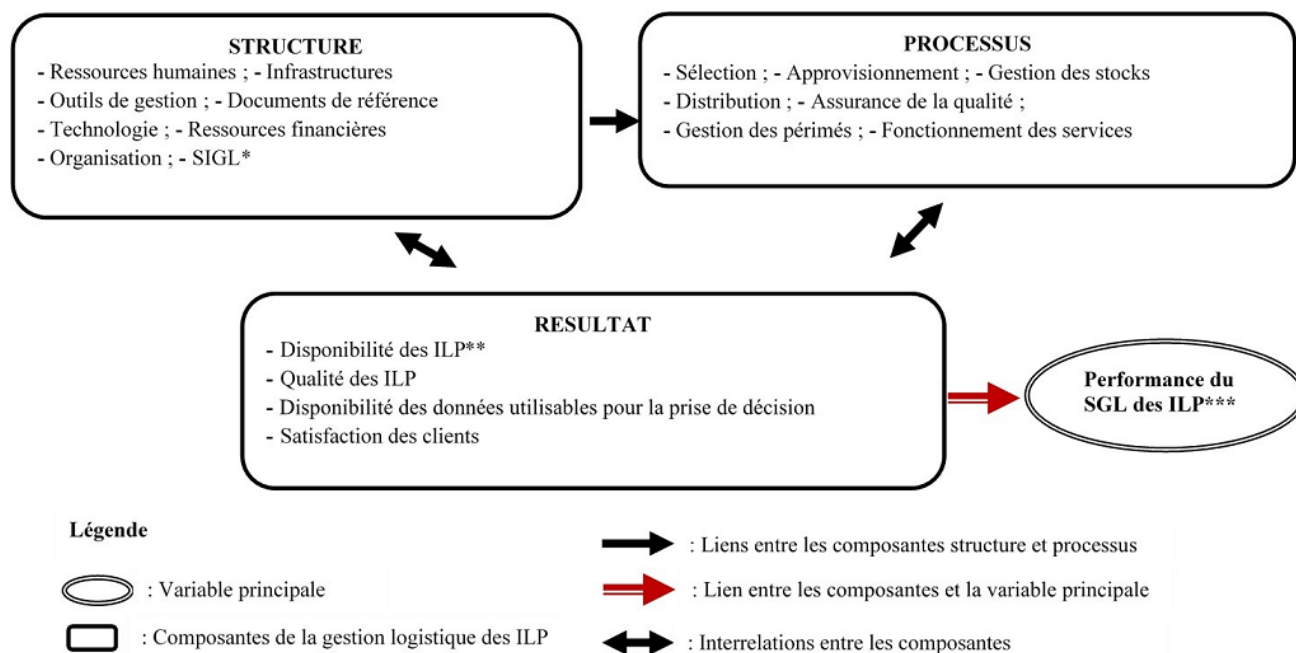 STRUCTURE
- Ressources humaines ; - Infrastructures
- Outils de gestion ; - Documents de référence
- Technologie ; - Ressources financières
- Organisation ; - SIGL*
PROCESSUS
- Sélection ; - Approvisionnement ; - Gestion des stocks
- Distribution ; - Assurance de la qualité ;
- Gestion des périmés ; - Fonctionnement des services
RESULTAT
- Disponibilité des ILP**
- Qualité des ILP
- Disponibilité des données utilisables pour la prise de décision
- Satisfaction des clients
Performance du
SGL des ILP***
Légende
: Variable principale
: Composantes de la gestion logistique des ILP
: Liens entre les composantes structure et processus
: Lien entre les composantes et la variable principale
: Interrelations entre les composantes